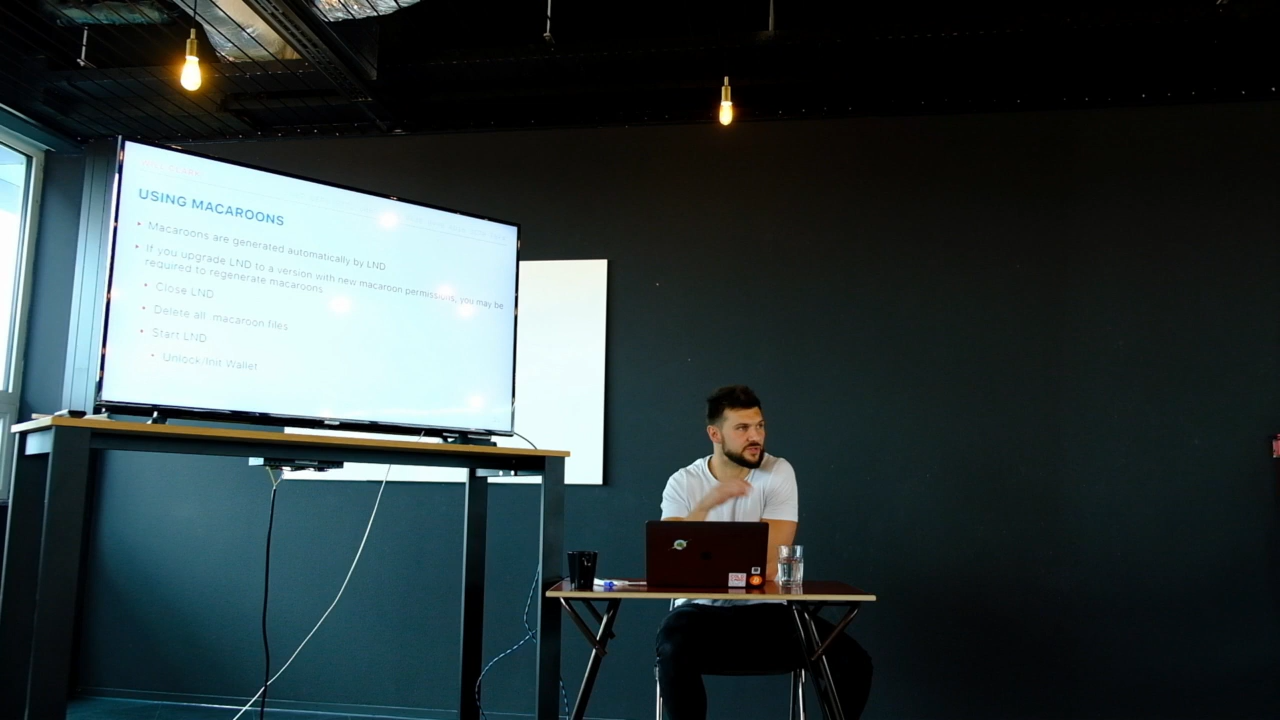 USING MACAROONS
Macaroons are generated automatically by LND
If you upgrade LND to a version with new macaroon permissions, you may be
required to regenerate macaroons
Close LND
Delete all .macaroon files
Start LND
Unlock/Init Wallet